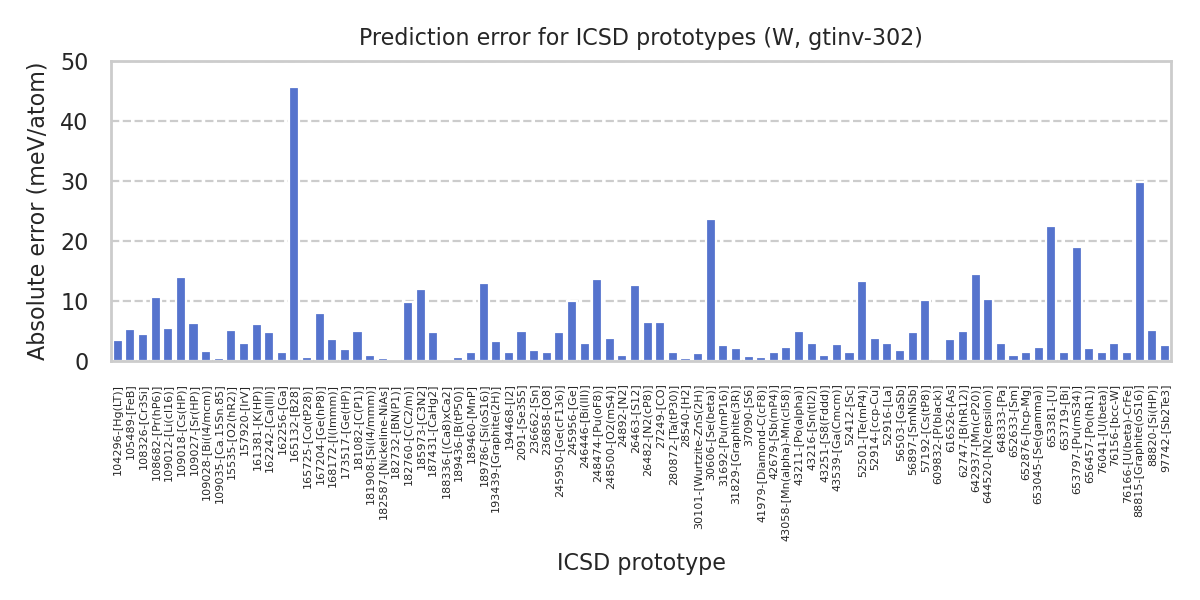 Prediction error for ICSD prototypes (W, gtinv-302)
Absolute error (meV/atom)
50
40
30
20
10
0
104296-[Hg(LT)]
105489-[FeB]
108326-[Cr3Si]
108682-[Pr(hP6)]
109012-[Li(cI16)]
109018-[Cs(HP)]
109027-[Sr(HP)]
109028-[Bi(I4/mcm)]
109035-[Ca.15Sn.85]
15535-[O2(hR2)]
157920-[IrV]
161381-[K(HP)]
162242-[Ca(III)]
162256-[Ga]
165132-[B28]
165725-[Co(tP28)]
167204-[Ge(hP8)]
168172-[I(Immm)]
173517-[Ge(HP)]
181082-[C(P1)]
181908-[Si(I4/mmm)]
182587-[Nickeline-NiAs]
182732-[BN(P1)]
182760-[C(C2/m)]
185973-[C3N2]
187431-[CaHg2]
188336-[(Ca8)xCa2]
189436-[B(tP50)]
189460-[MnP]
189786-[Si(oS16)]
193439-[Graphite(2H)]
194468-[I2]
2091-[Se3S5]
236662-[Sn]
236858-[O8]
245950-[Ge(cF136)]
245956-[Ge]
246446-[Bi(III)]
248474-[Pu(oF8)]
248500-[O2(mS4)]
24892-[N2]
26463-[S12]
26482-[N2(cP8)]
27249-[CO]
280872-[Ta(tP30)]
28540-[H2]
30101-[Wurtzite-ZnS(2H)]
30606-[Se(beta)]
31692-[Pu(mP16)]
31829-[Graphite(3R)]
37090-[S6]
41979-[Diamond-C(cF8)]
42679-[Sb(mP4)]
43058-[Mn(alpha)-Mn(cI58)]
43211-[Po(alpha)]
43216-[Sn(tI4)]
43251-[S8(Fddd)]
43539-[Ga(Cmcm)]
52412-[Sc]
52501-[Te(mP4)]
52914-[ccp-Cu]
52916-[La]
56503-[GaSb]
56897-[SmNiSb]
57192-[Cs(tP8)]
609832-[P(black)]
616526-[As]
62747-[B(hR12)]
642937-[Mn(cP20)]
644520-[N2(epsilon)]
648333-[Pa]
652633-[Sm]
652876-[hcp-Mg]
653045-[Se(gamma)]
653381-[U]
653719-[I]
653797-[Pu(mS34)]
656457-[Po(hR1)]
76041-[U(beta)]
76156-[bcc-W]
76166-[U(beta)-CrFe]
88815-[Graphite(oS16)]
88820-[Si(HP)]
97742-[Sb2Te3]
ICSD prototype